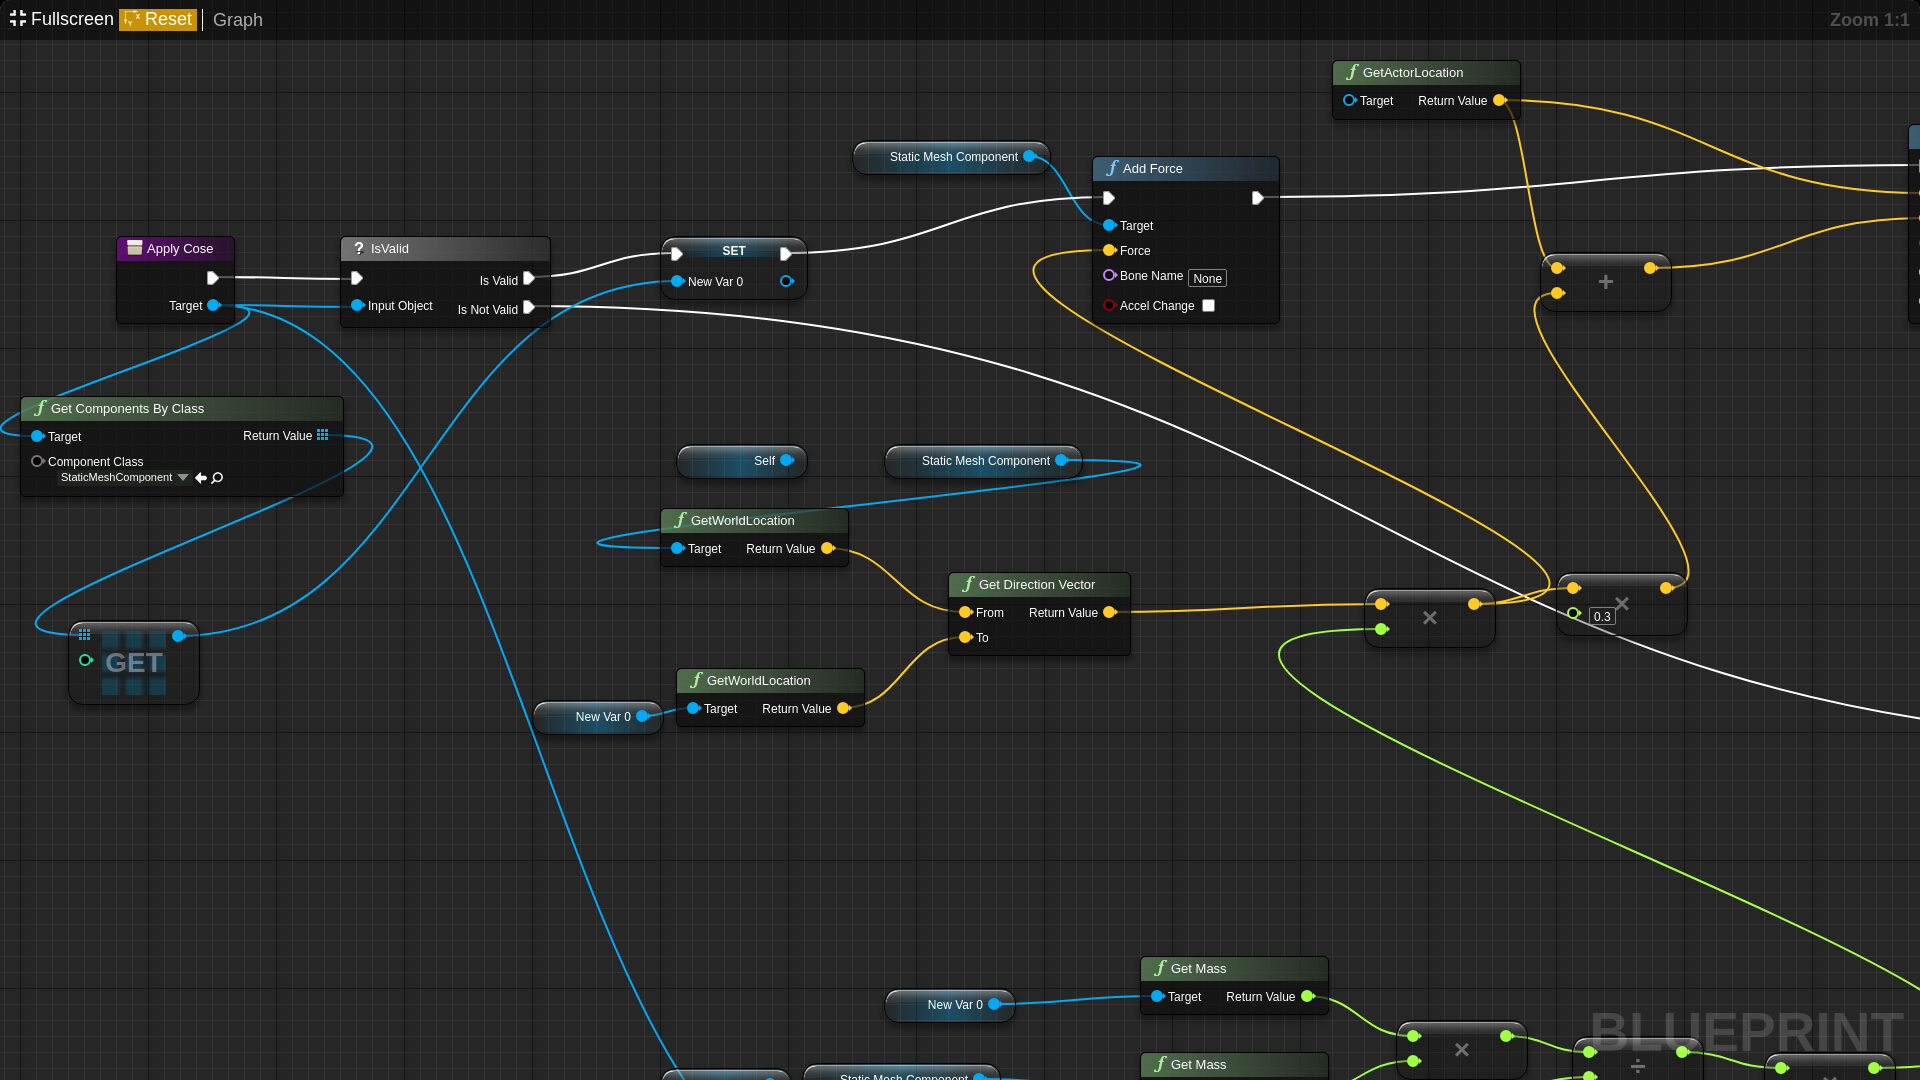 Fullscreen Reset Graph Zoom 1:1
GetActorLocation
Target Return Value
Static Mesh Component
Add Force
Target
Force
Bone Name None
Accel Change
Apply Cose
Target
? IsValid
Is Valid
Input Object
Is Not Valid
SET
New Var 0
+
Get Components By Class
Target Return Value
Component Class
StaticMeshComponent
Self
Static Mesh Component
GetWorldLocation
Target Return Value
Get Direction Vector
From Return Value
To
×
×
0.3
GET
GetWorldLocation
New Var 0
Target Return Value
Get Mass
New Var 0
Target Return Value
BLUEPRINT
×
÷
Get Mass
Static Mesh Component